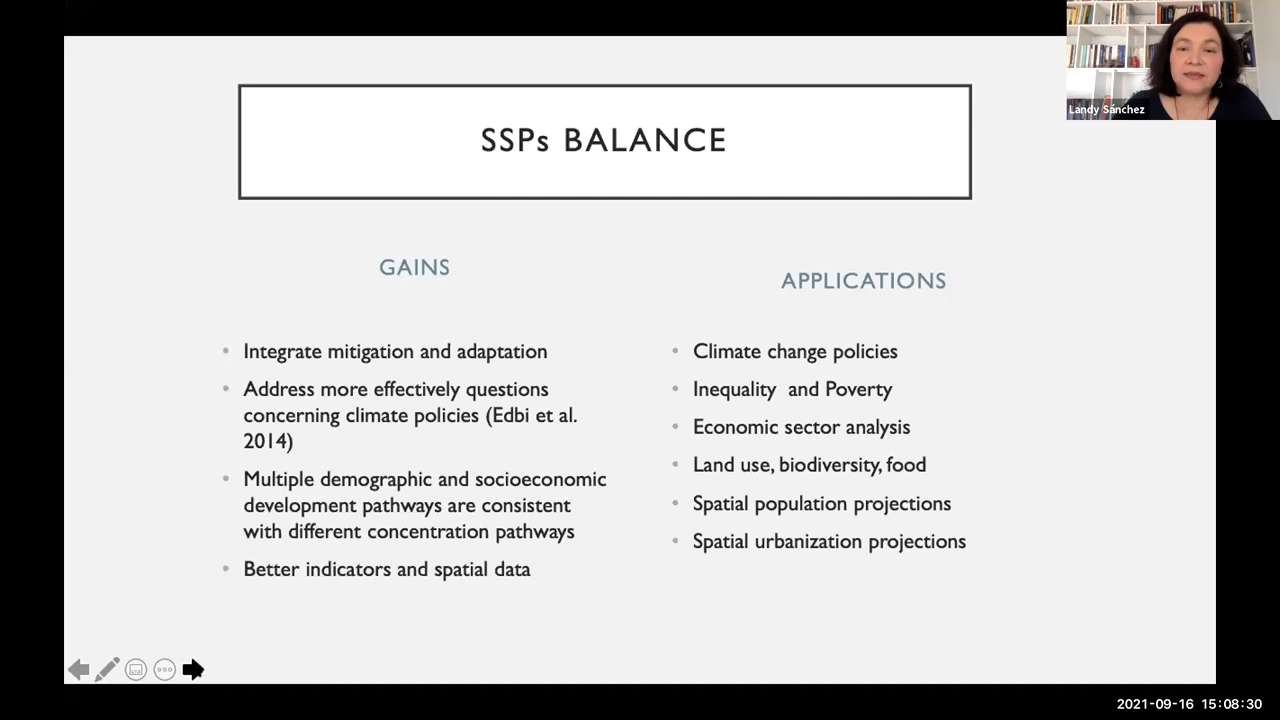 Landy Sánchez
SSPs BALANCE
GAINS
Integrate mitigation and adaptation
Address more effectively questions
concerning climate policies (Edbi et al.
2014)
Multiple demographic and socioeconomic
development pathways are consistent
with different concentration pathways
Better indicators and spatial data
APPLICATIONS
Climate change policies
Inequality  and Poverty
Economic sector analysis
Land use, biodiversity, food
Spatial population projections
Spatial urbanization projections
2021-09-16 15:08:30